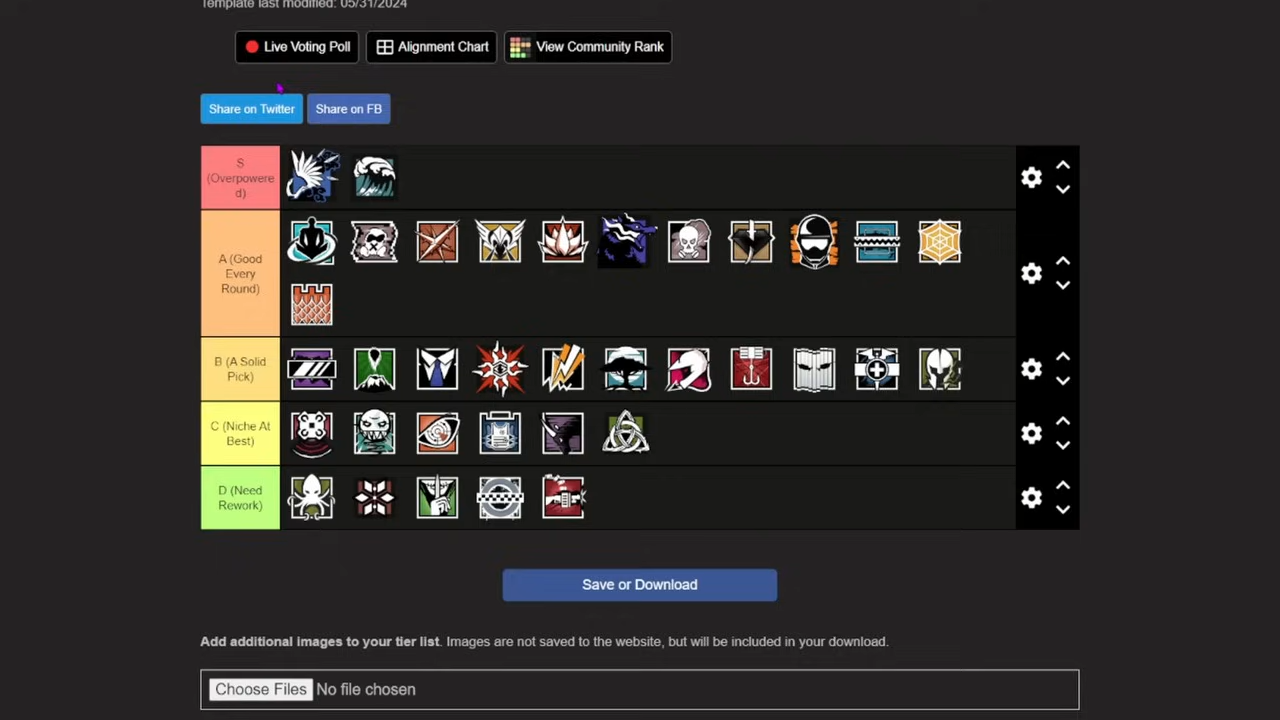 Template last modified: 05/31/2024
Live Voting Poll
Alignment Chart
View Community Rank
Share on Twitter
Share on FB
S
(Overpowere
d)
A (Good
Every
Round)
B (A Solid
Pick)
C (Niche At
Best)
D (Need
Rework)
Save or Download
Add additional images to your tier list. Images are not saved to the website, but will be included in your download.
Choose Files No file chosen